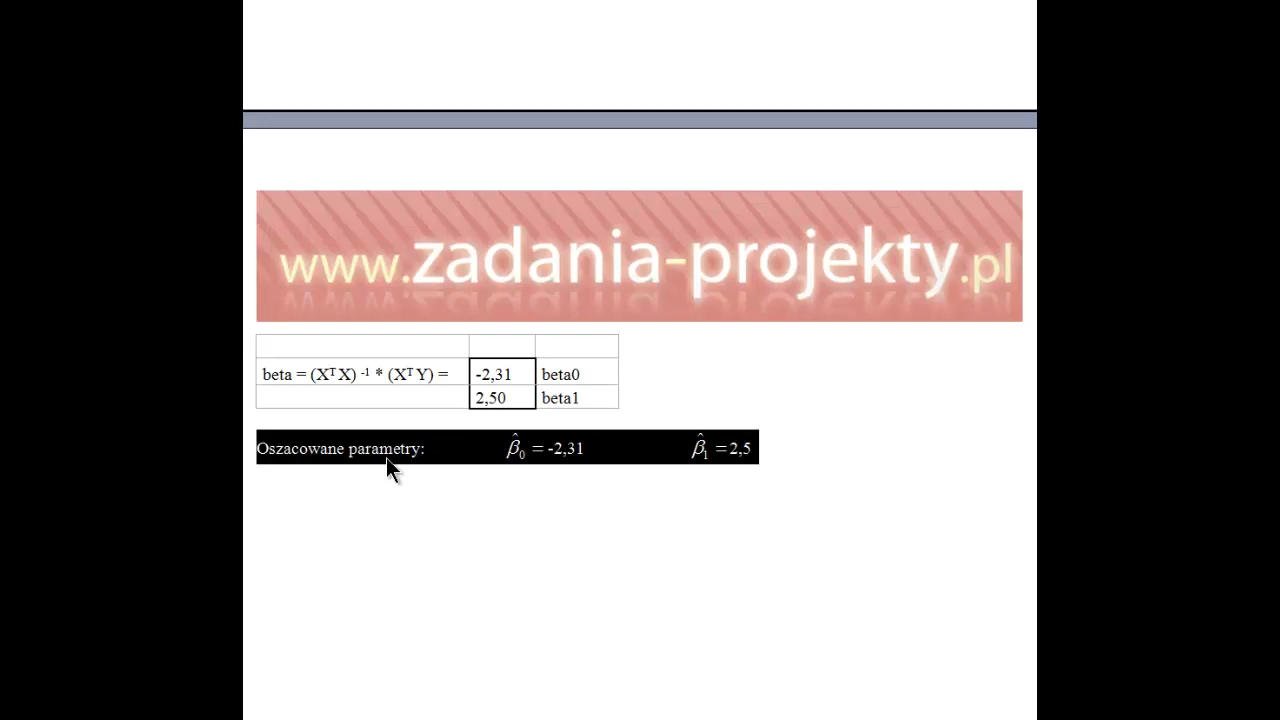 www.zadania-projekty.pl
beta = (XᵀX) ⁻¹ * (XᵀY) = -2,31 beta0
2,50 beta1
Oszacowane parametry: β̂₀ = -2,31 β̂₁ = 2,5